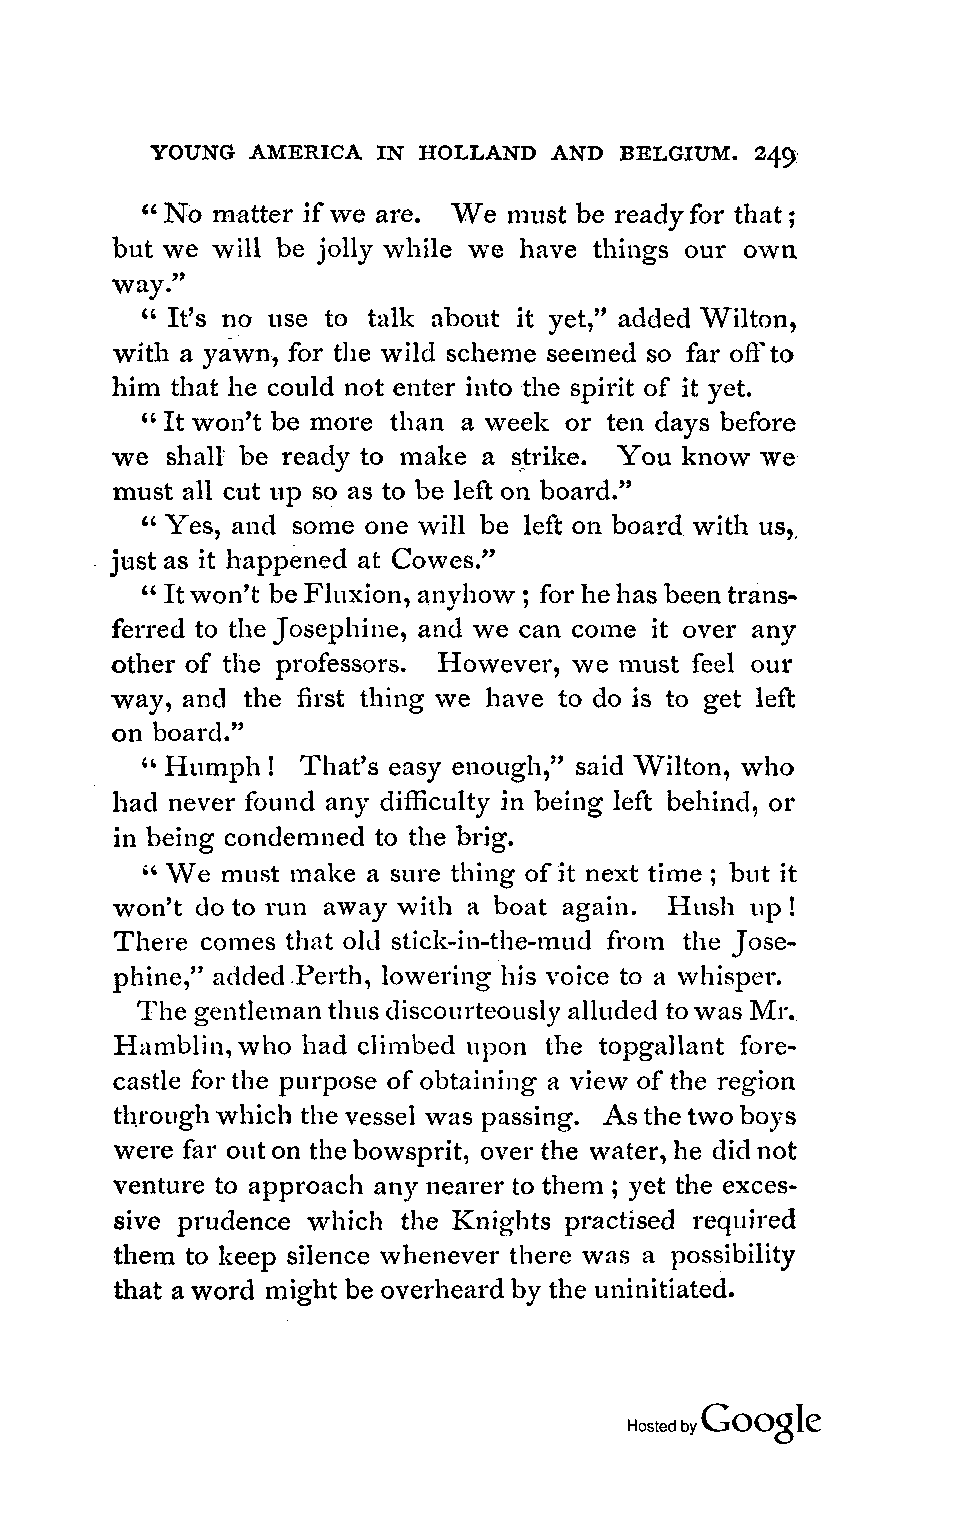 YOUNG AMERICA IN HOLLAND AND BELGIUM. 249
“No matter if we are. We must be ready for that;
but we will be jolly while we have things our own
way.”
“It's no use to talk about it yet,” added Wilton,
with a yawn, for the wild scheme seemed so far off to
him that he could not enter into the spirit of it yet.
“It won't be more than a week or ten days before
we shall be ready to make a strike. You know we
must all cut up so as to be left on board.”
“Yes, and some one will be left on board with us,
just as it happened at Cowes.”
“It won't be Fluxion, anyhow; for he has been trans-
ferred to the Josephine, and we can come it over any
other of the professors. However, we must feel our
way, and the first thing we have to do is to get left
on board.”
“Humph! That's easy enough,” said Wilton, who
had never found any difficulty in being left behind, or
in being condemned to the brig.
“We must make a sure thing of it next time; but it
won't do to run away with a boat again. Hush up!
There comes that old stick-in-the-mud from the Jose-
phine,” added Perth, lowering his voice to a whisper.
The gentleman thus discourteously alluded to was Mr.
Hamblin, who had climbed upon the topgallant fore-
castle for the purpose of obtaining a view of the region
through which the vessel was passing. As the two boys
were far out on the bowsprit, over the water, he did not
venture to approach any nearer to them; yet the exces-
sive prudence which the Knights practised required
them to keep silence whenever there was a possibility
that a word might be overheard by the uninitiated.
Hosted by Google